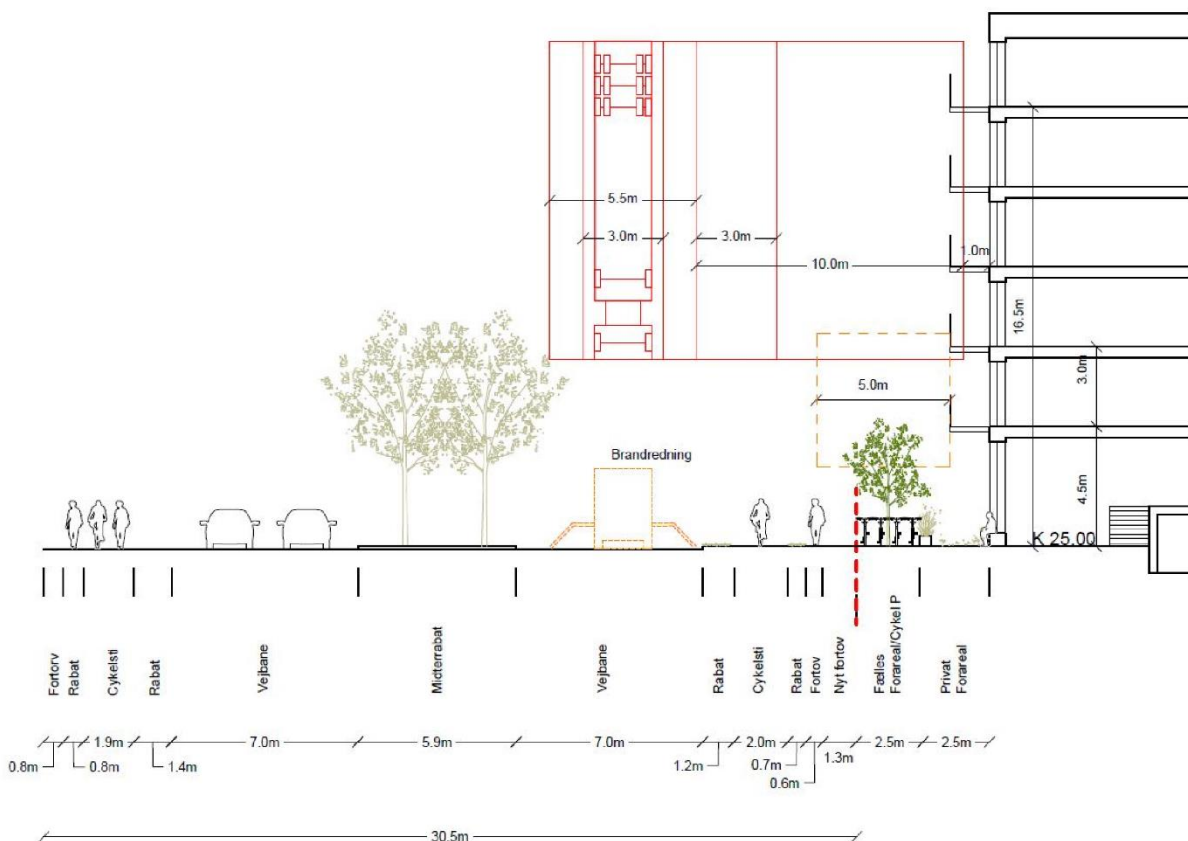 5.5m
3.0m
3.0m
10.0m
1.0m
16.5m
3.0m
5.0m
4.5m
Brandredning
K 25.00
Fortorv
Rabat
Cykelsti
Rabat
Vejbane
Midterrabat
Vejbane
Rabat
Cykelsti
Rabat
Fortov
Nyt fortov
Fælles
Forareal/Cykel P
Privat
Forareal
0.8m
0.8m
1.9m
1.4m
7.0m
5.9m
7.0m
1.2m
2.0m
0.7m
0.6m
1.3m
2.5m
2.5m
30.5m